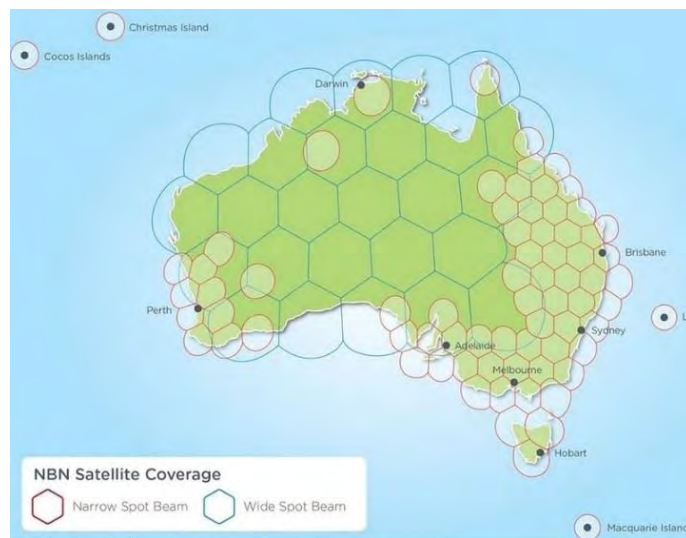 Christmas Island
Cocos Islands
Darwin
Brisbane
Perth
L
Sydney
Adelaide
Melbourne
Hobart
NBN Satellite Coverage
Narrow Spot Beam
Wide Spot Beam
Macquarie Island